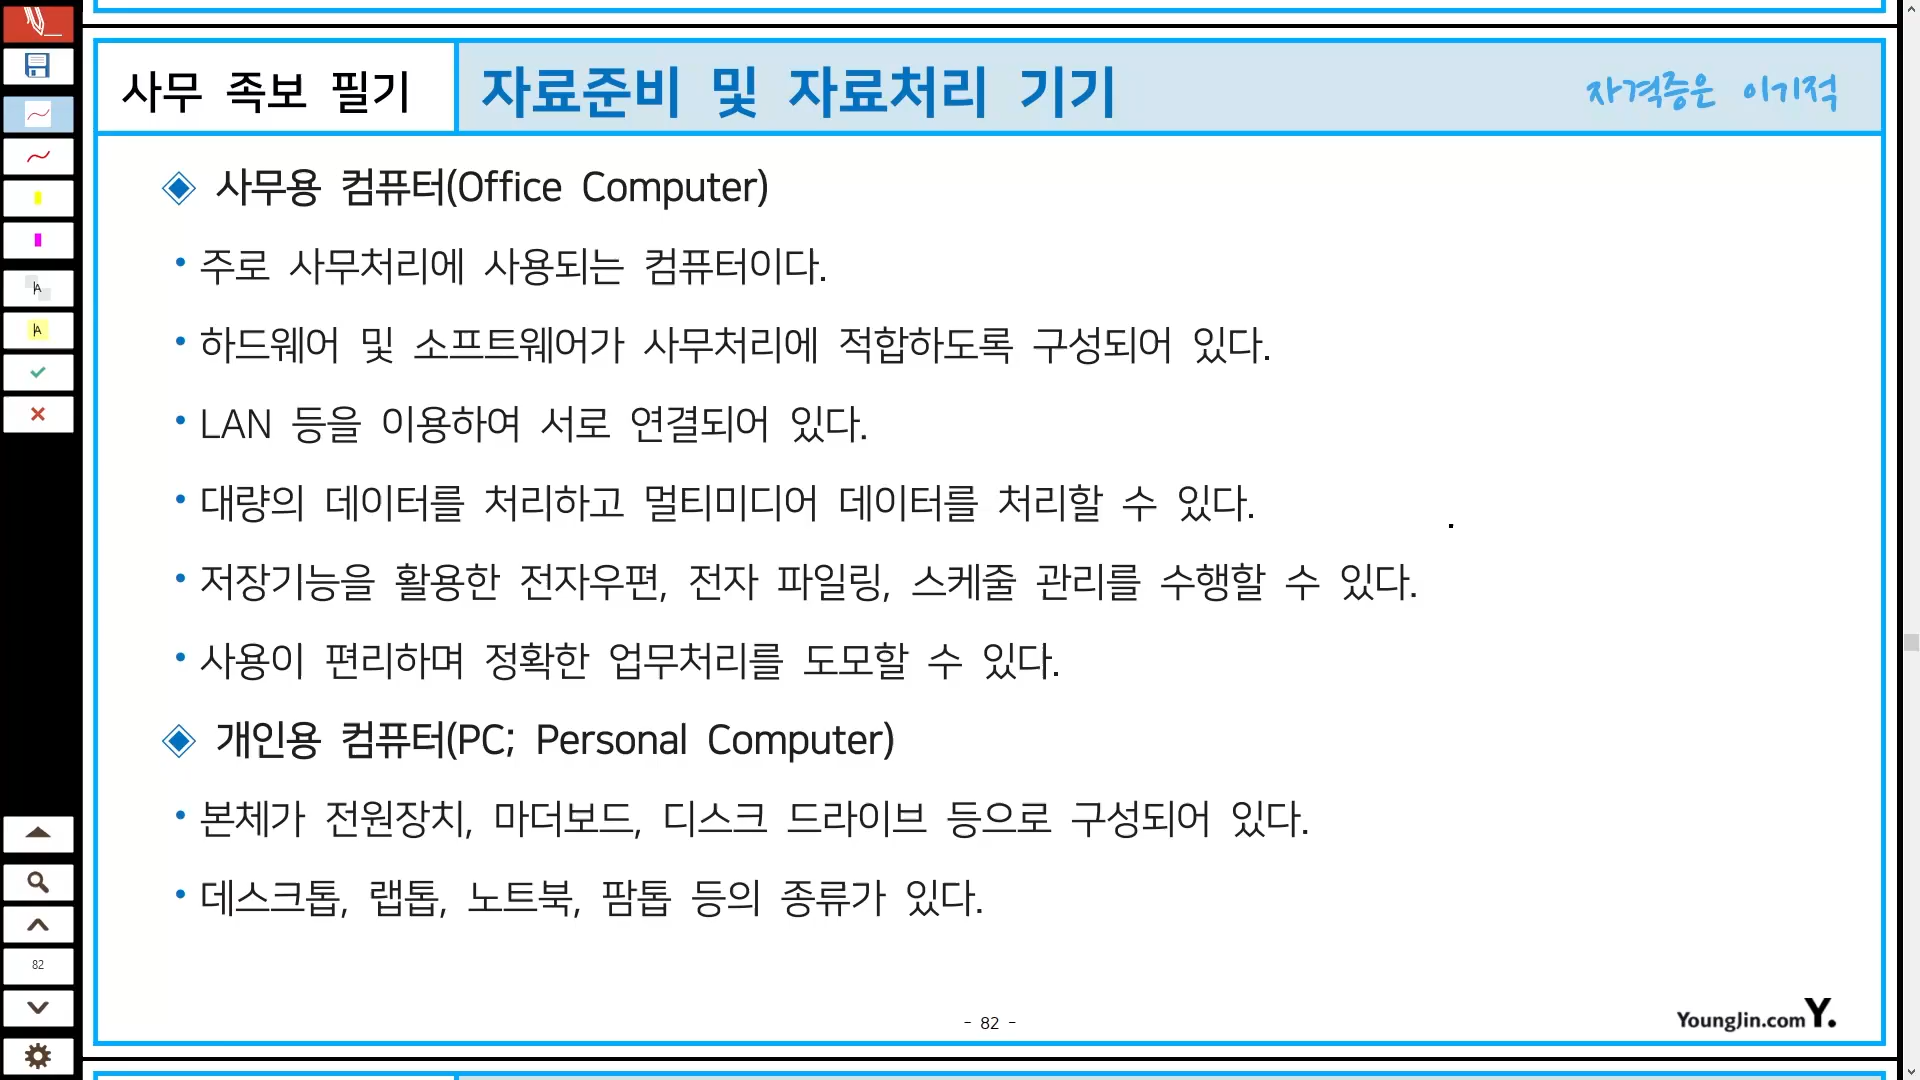 사무 족보 필기
자료준비 및 자료처리 기기
자격증은 이기적
사무용 컴퓨터(Office Computer)
• 주로 사무처리에 사용되는 컴퓨터이다.
• 하드웨어 및 소프트웨어가 사무처리에 적합하도록 구성되어 있다.
• LAN 등을 이용하여 서로 연결되어 있다.
• 대량의 데이터를 처리하고 멀티미디어 데이터를 처리할 수 있다.
• 저장기능을 활용한 전자우편, 전자 파일링, 스케줄 관리를 수행할 수 있다.
• 사용이 편리하며 정확한 업무처리를 도모할 수 있다.
개인용 컴퓨터(PC; Personal Computer)
• 본체가 전원장치, 마더보드, 디스크 드라이브 등으로 구성되어 있다.
• 데스크톱, 랩톱, 노트북, 팜톱 등의 종류가 있다.
- 82 -
YoungJin.com Y.
A
A
82